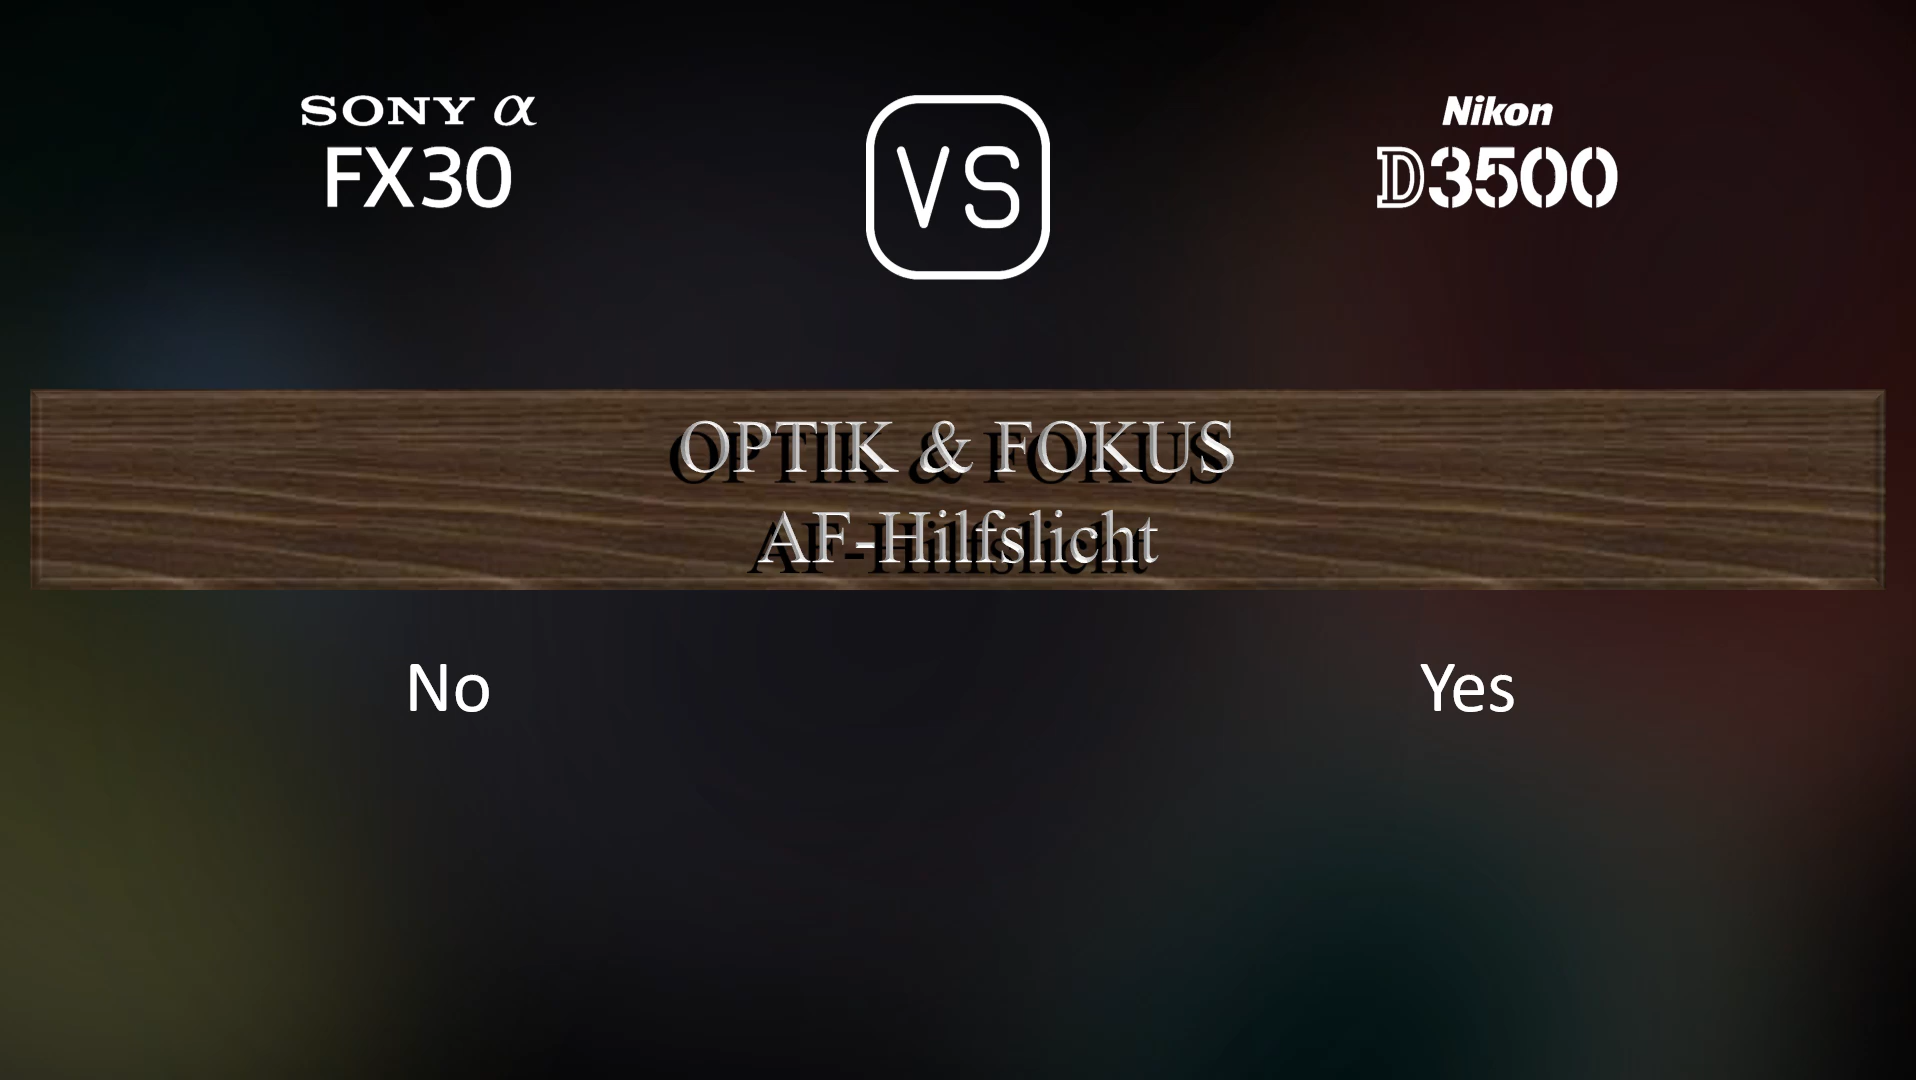 SONY α
FX30
VS
Nikon
D3500
OPTIK & FOKUS
AF-Hilfslicht
No
Yes